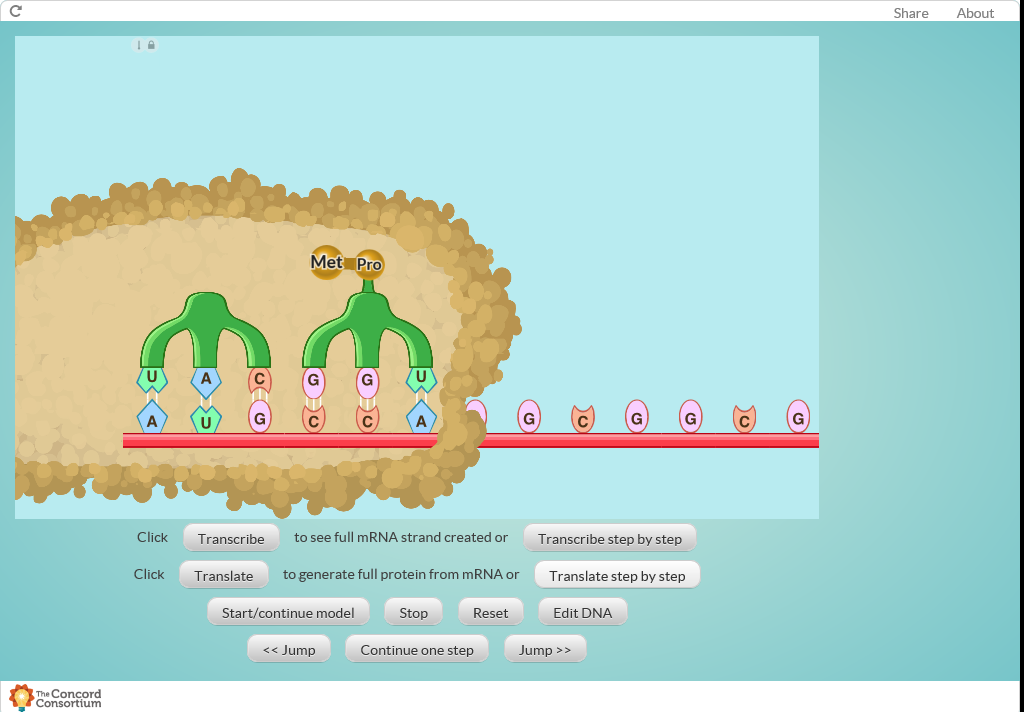 Share About
Met Pro
U A C G G U
A U G C C A G C G G C G
Click Transcribe to see full mRNA strand created or Transcribe step by step
Click Translate to generate full protein from mRNA or Translate step by step
Start/continue model Stop Reset Edit DNA
<< Jump Continue one step Jump >>
The Concord
Consortium